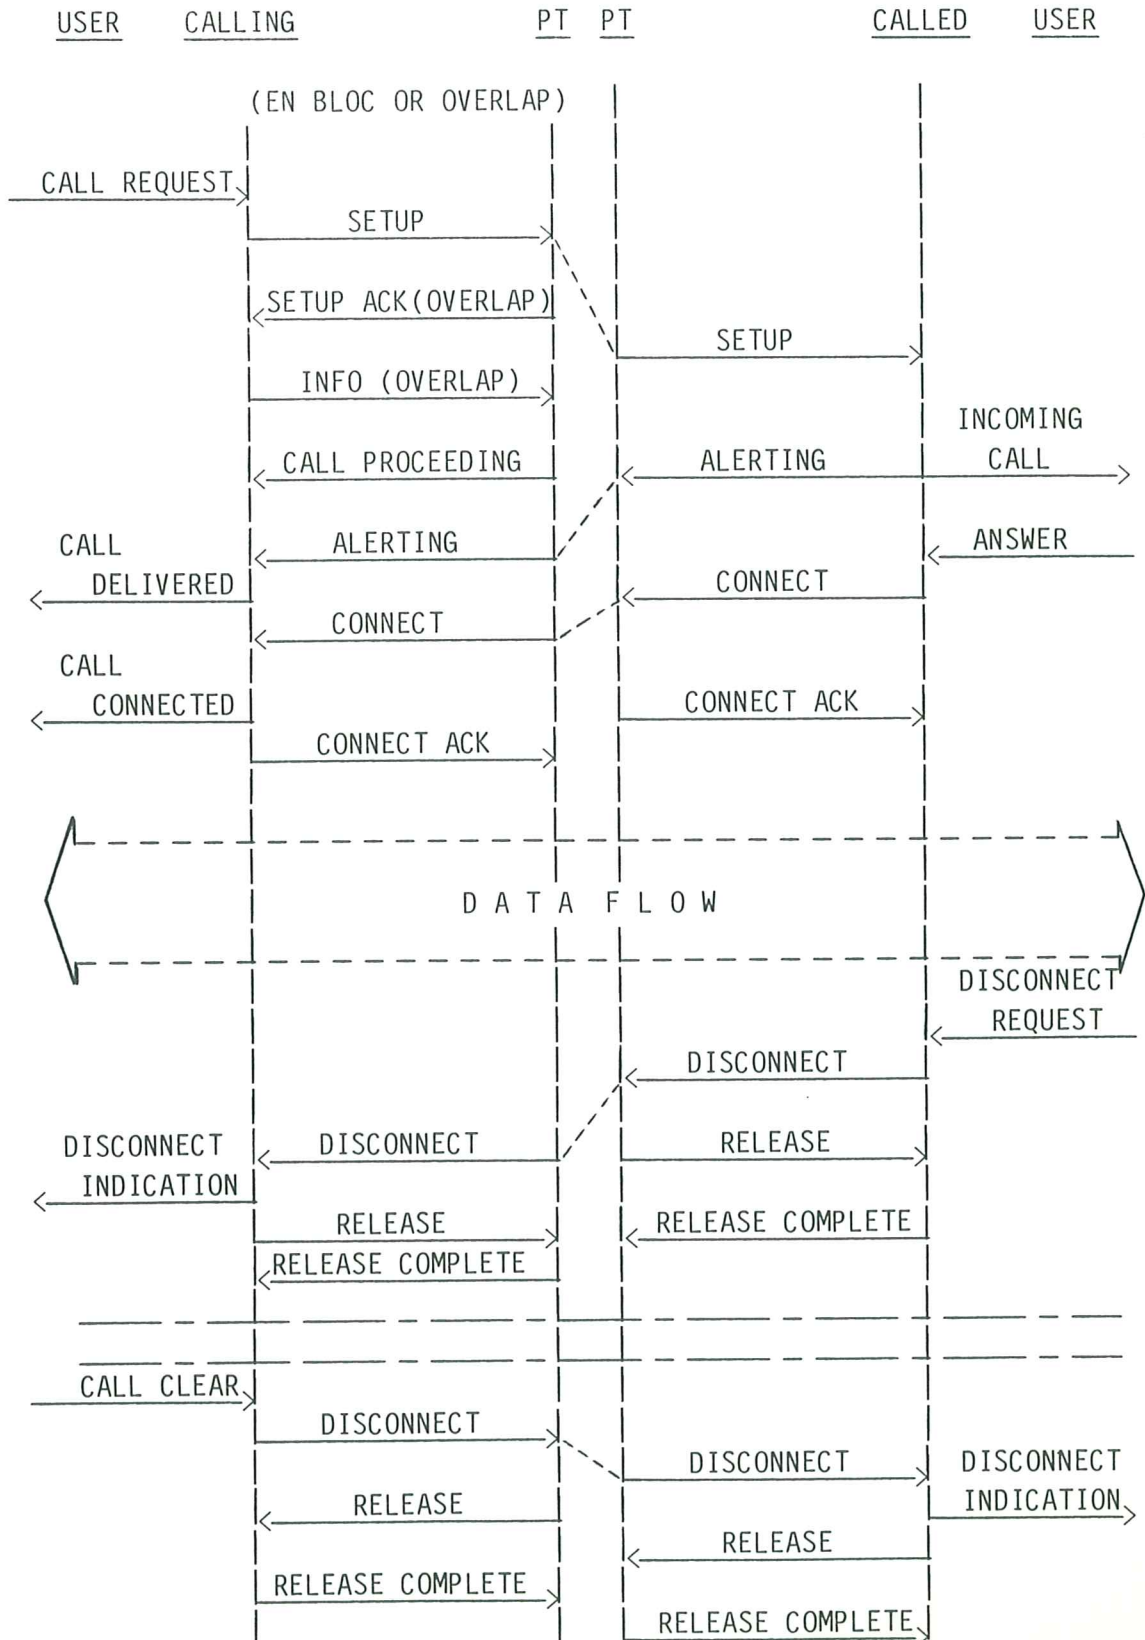 USER CALLING PT PT CALLED USER
(EN BLOC OR OVERLAP)
CALL REQUEST
SETUP
SETUP ACK(OVERLAP)
SETUP
INFO (OVERLAP)
INCOMING
CALL PROCEEDING ALERTING CALL
CALL ALERTING ANSWER
DELIVERED CONNECT
CONNECT
CALL
CONNECTED CONNECT ACK
CONNECT ACK
D A T A F L O W
DISCONNECT
REQUEST
DISCONNECT
DISCONNECT DISCONNECT RELEASE
INDICATION
RELEASE RELEASE COMPLETE
RELEASE COMPLETE
CALL CLEAR
DISCONNECT
DISCONNECT DISCONNECT
RELEASE INDICATION
RELEASE
RELEASE COMPLETE
RELEASE COMPLETE